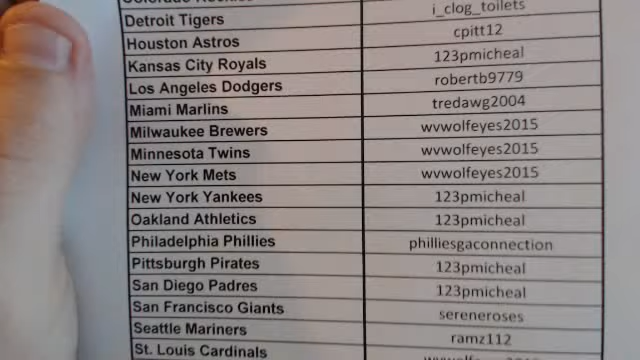 Detroit Tigers i_clog_toilets
Houston Astros cpitt12
Kansas City Royals 123pmicheal
Los Angeles Dodgers robertb9779
Miami Marlins tredawg2004
Milwaukee Brewers wvwolfeyes2015
Minnesota Twins wvwolfeyes2015
New York Mets wvwolfeyes2015
New York Yankees 123pmicheal
Oakland Athletics 123pmicheal
Philadelphia Phillies philliesgaconnection
Pittsburgh Pirates 123pmicheal
San Diego Padres 123pmicheal
San Francisco Giants sereneroses
Seattle Mariners ramz112
St. Louis Cardinals